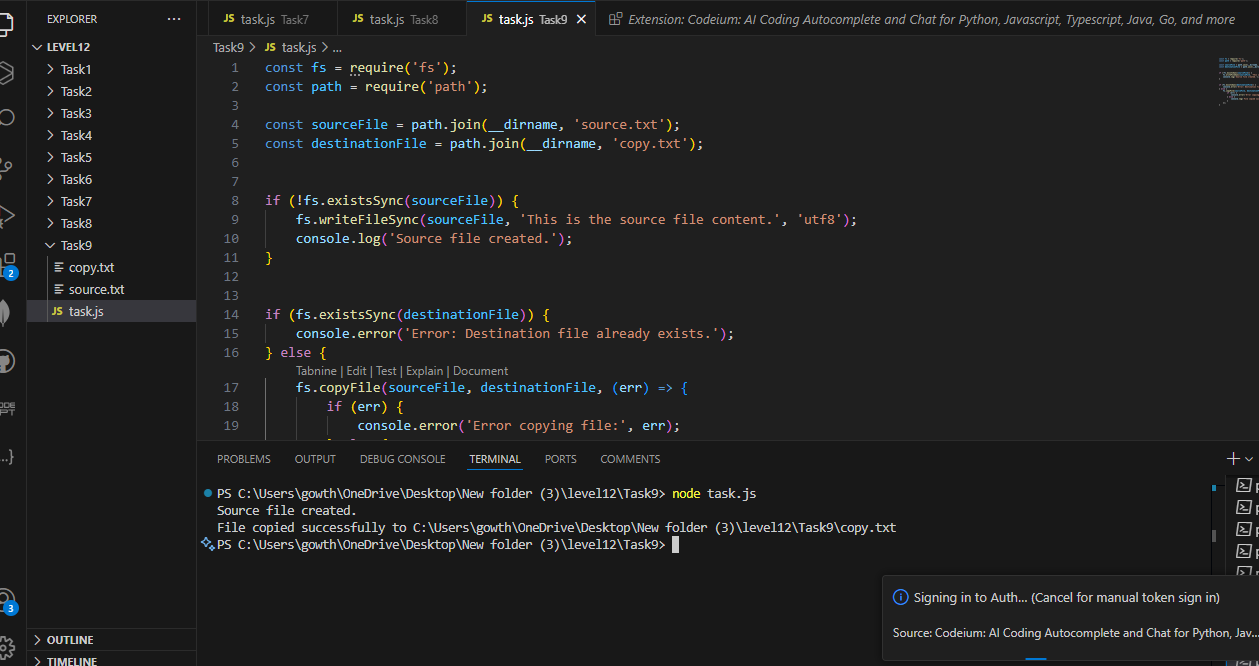 EXPLORER ...
LEVEL12
Task1
Task2
Task3
Task4
Task5
Task6
Task7
Task8
Task9
copy.txt
source.txt
JS task.js
OUTLINE
TIMELINE
2
3
JS task.js Task7
JS task.js Task8
JS task.js Task9
Extension: Codeium: AI Coding Autocomplete and Chat for Python, Javascript, Typescript, Java, Go, and more
Task9 > JS task.js > ...
1 const fs = require('fs');
2 const path = require('path');
3
4 const sourceFile = path.join(__dirname, 'source.txt');
5 const destinationFile = path.join(__dirname, 'copy.txt');
6
7
8 if (!fs.existsSync(sourceFile)) {
9 fs.writeFileSync(sourceFile, 'This is the source file content.', 'utf8');
10 console.log('Source file created.');
11 }
12
13
14 if (fs.existsSync(destinationFile)) {
15 console.error('Error: Destination file already exists.');
16 } else {
Tabnine | Edit | Test | Explain | Document
17 fs.copyFile(sourceFile, destinationFile, (err) => {
18 if (err) {
19 console.error('Error copying file:', err);
PROBLEMS OUTPUT DEBUG CONSOLE TERMINAL PORTS COMMENTS
PS C:\Users\gowth\OneDrive\Desktop\New folder (3)\level12\Task9> node task.js
Source file created.
File copied successfully to C:\Users\gowth\OneDrive\Desktop\New folder (3)\level12\Task9\copy.txt
PS C:\Users\gowth\OneDrive\Desktop\New folder (3)\level12\Task9>
Signing in to Auth... (Cancel for manual token sign in)
Source: Codeium: AI Coding Autocomplete and Chat for Python, Jav...